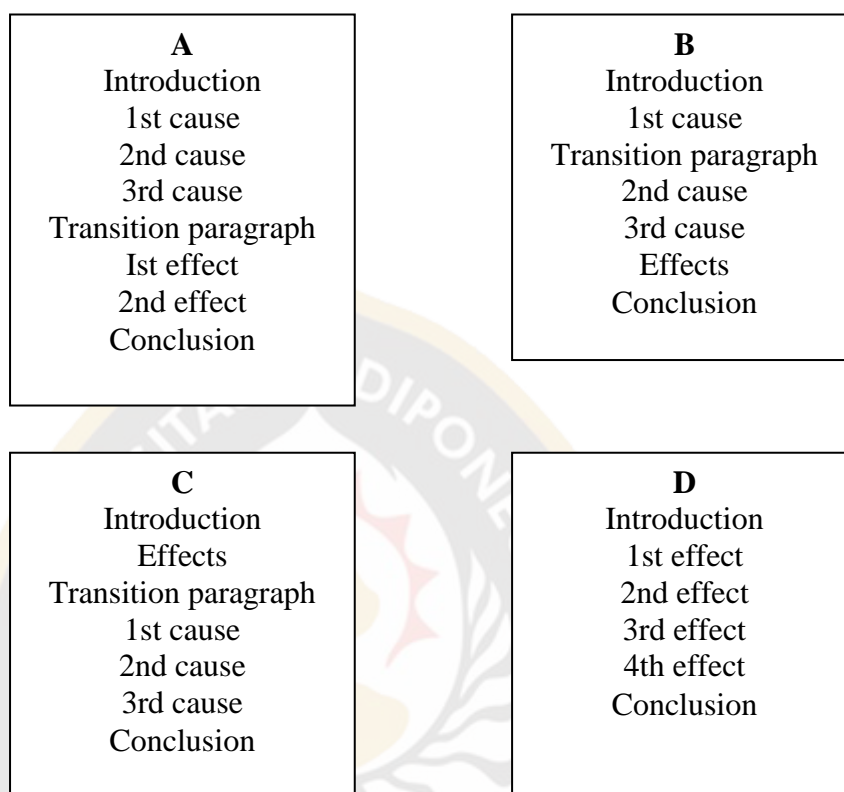 A
Introduction
1st cause
2nd cause
3rd cause
Transition paragraph
Ist effect
2nd effect
Conclusion
B
Introduction
1st cause
Transition paragraph
2nd cause
3rd cause
Effects
Conclusion
C
Introduction
Effects
Transition paragraph
1st cause
2nd cause
3rd cause
Conclusion
D
Introduction
1st effect
2nd effect
3rd effect
4th effect
Conclusion